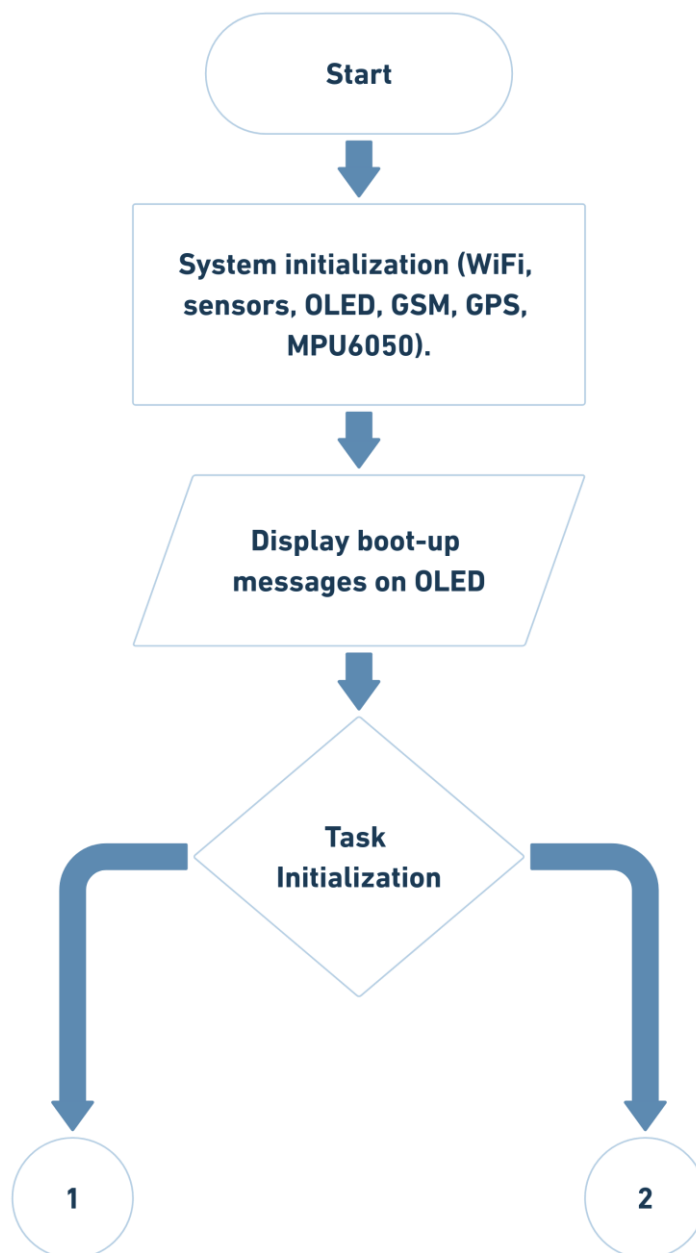 Start
System initialization (WiFi,
sensors, OLED, GSM, GPS,
MPU6050).
Display boot-up
messages on OLED
Task
Initialization
1
2